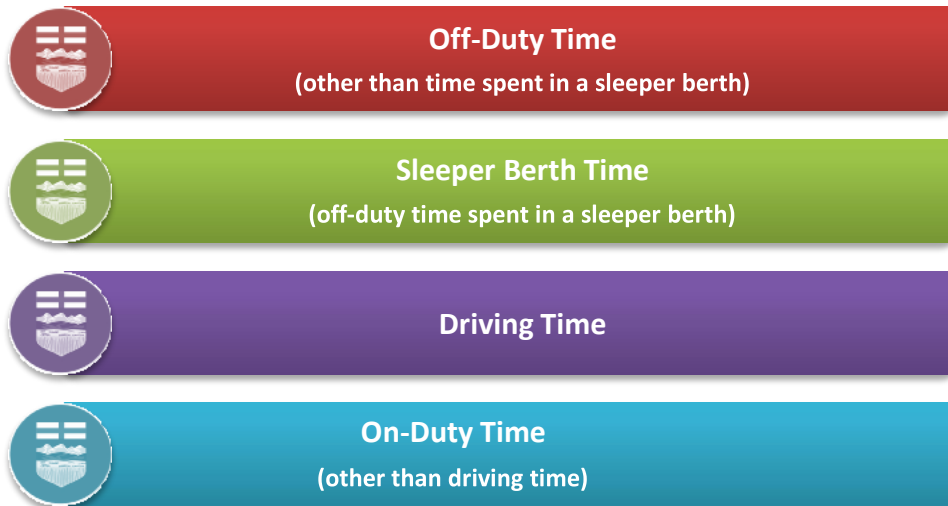 Off-Duty Time
(other than time spent in a sleeper berth)
Sleeper Berth Time
(off-duty time spent in a sleeper berth)
Driving Time
On-Duty Time
(other than driving time)